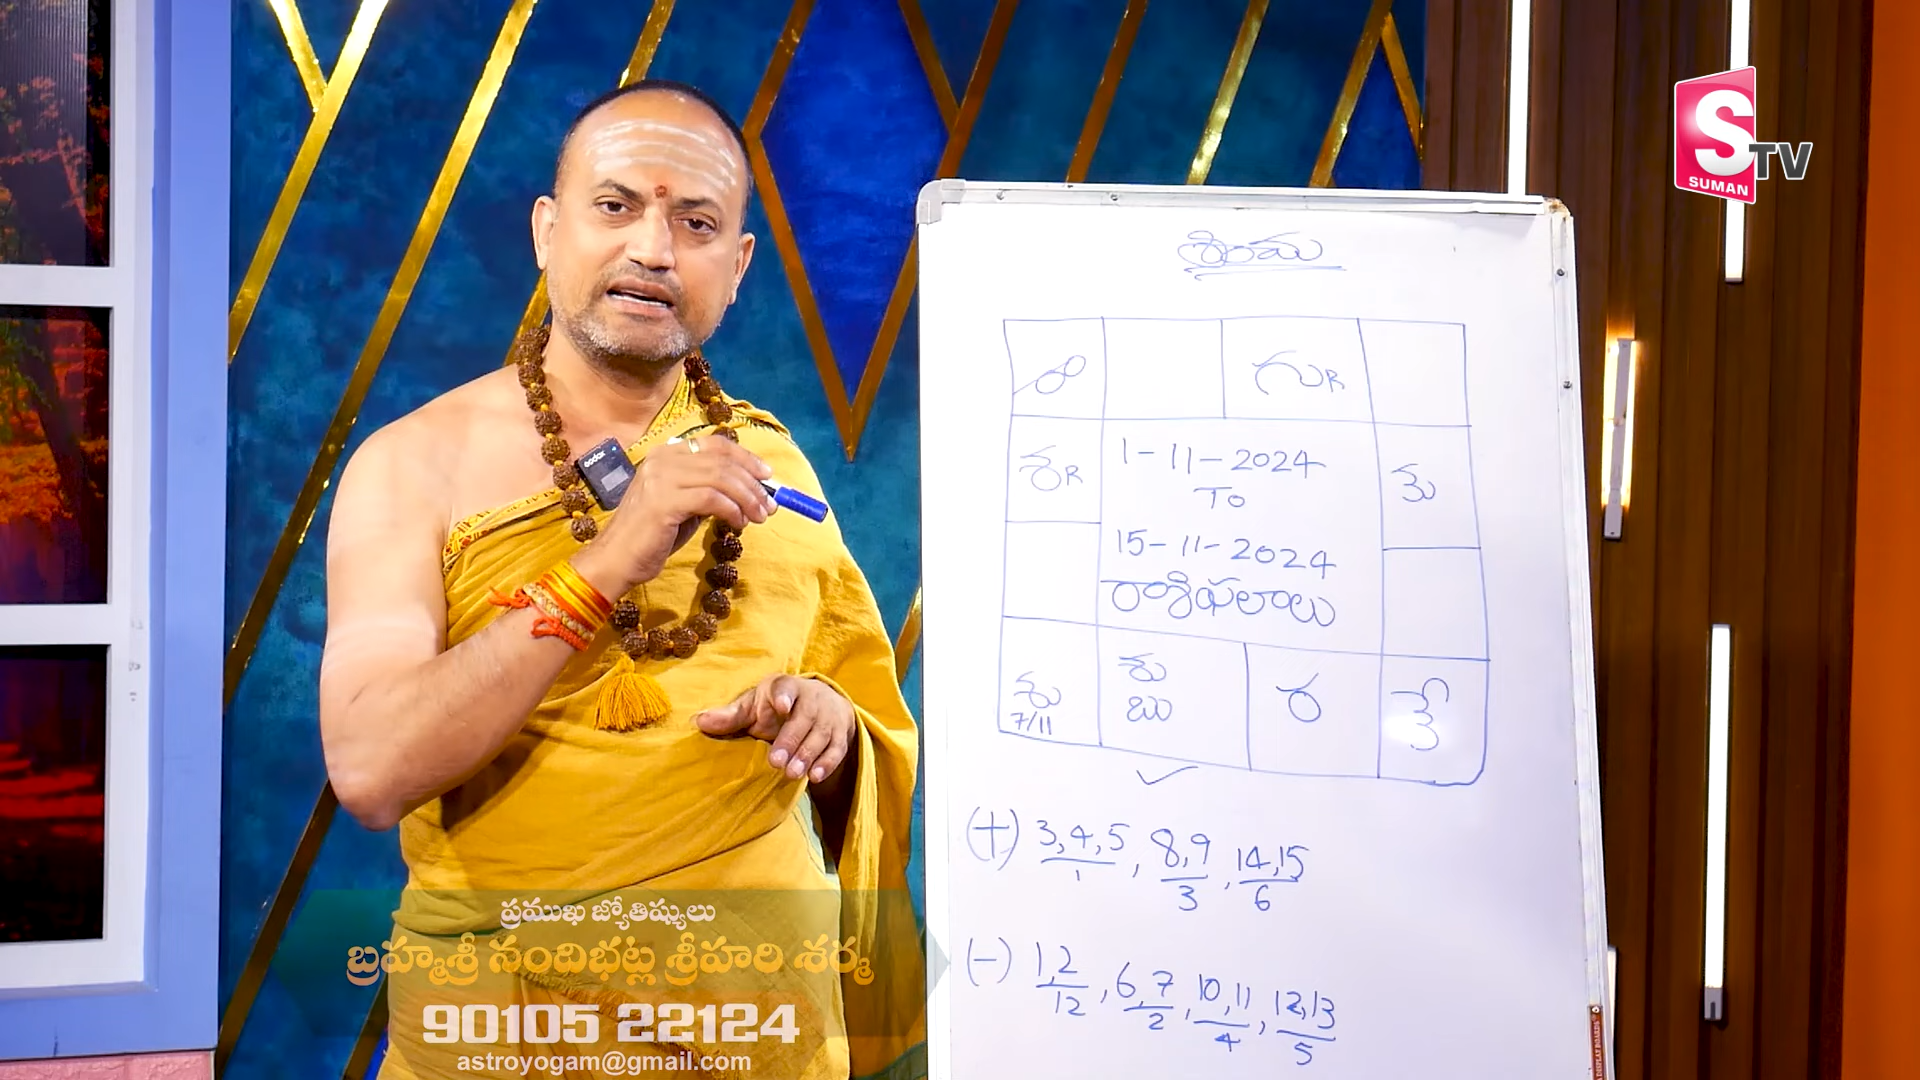 S
TV
SUMAN
రా
గుR
శR
1-11-2024
To
15-11-2024
రాశిఫలాలు
కు
శు
7/11
శు
బు
ర
కే
(+) 3,4,5, 8,9, 14,15
1 3 6
(-) 1,2, 6,7, 10,11, 12,13
12 2 4 5
ప్రముఖ జ్యోతిష్యులు
బ్రహ్మశ్రీ నందిభట్ల శ్రీహరి శర్మ
90105 22124
astroyogam@gmail.com
godox